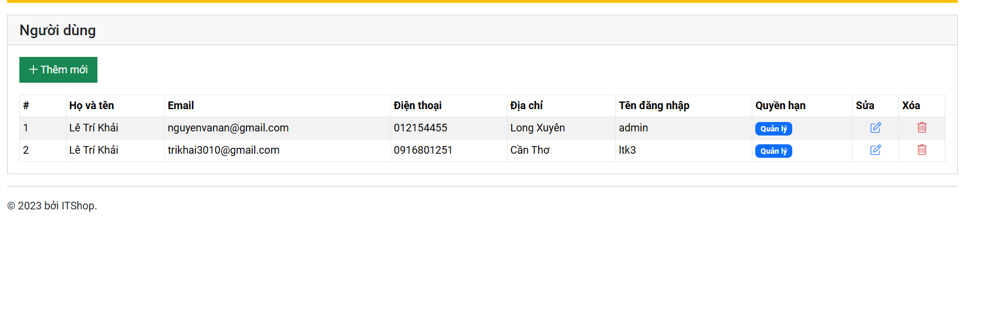 Người dùng
+ Thêm mới
# Họ và tên Email Điện thoại Địa chỉ Tên đăng nhập Quyền hạn Sửa Xóa
1 Lê Trí Khải nguyenvanan@gmail.com 012154455 Long Xuyên admin Quản lý
2 Lê Trí Khải trikhai3010@gmail.com 0916801251 Cần Thơ ltk3 Quản lý
© 2023 bởi ITShop.